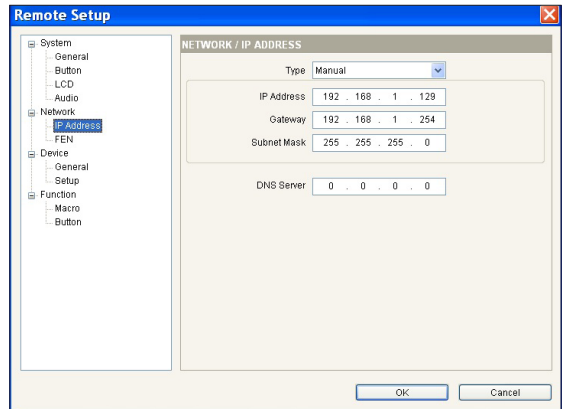 Remote Setup
System
General
Button
LCD
Audio
Network
IP Address
FEN
Device
General
Setup
Function
Macro
Button
NETWORK / IP ADDRESS
Type Manual
IP Address 192 . 168 . 1 . 129
Gateway 192 . 168 . 1 . 254
Subnet Mask 255 . 255 . 255 . 0
DNS Server 0 . 0 . 0 . 0
OK Cancel